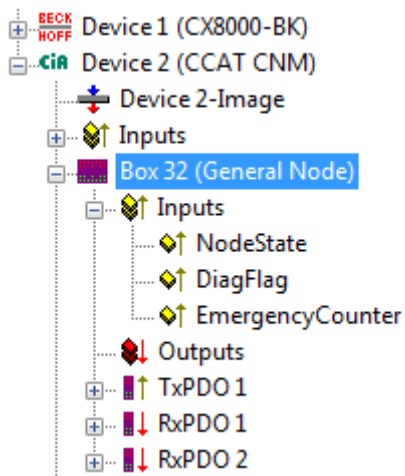 BECK HOFF Device 1 (CX8000-BK)
CiA Device 2 (CCAT CNM)
Device 2-Image
Inputs
Box 32 (General Node)
Inputs
NodeState
DiagFlag
EmergencyCounter
Outputs
TxPDO 1
RxPDO 1
RxPDO 2